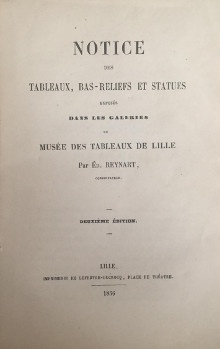 NOTICE
DES
TABLEAUX, BAS-RELIEFS ET STATUES
EXPOSÉS
DANS LES GALERIES
DU
MUSÉE DES TABLEAUX DE LILLE
Par ÉD. REYNART,
CONSERVATEUR.
DEUXIÈME ÉDITION.
LILLE,
IMPRIMERIE DE LEFEBVRE-DUCROCQ, PLACE DU THÉATRE.